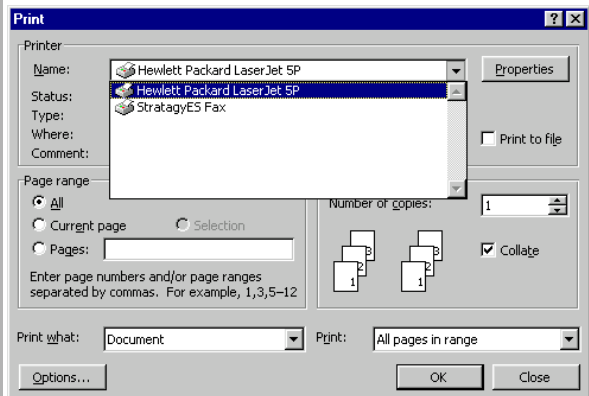 Print
Printer
Name: Hewlett Packard LaserJet 5P Properties
Hewlett Packard LaserJet 5P
Status:
StratagyES Fax
Type:
Where:
Print to file
Comment:
Page range
All
Number of copies: 1
Current page Selection
Pages:
3 3
2 2
1 1
Collate
Enter page numbers and/or page ranges
separated by commas. For example, 1,3,5–12
Print what: Document Print: All pages in range
Options... OK Close